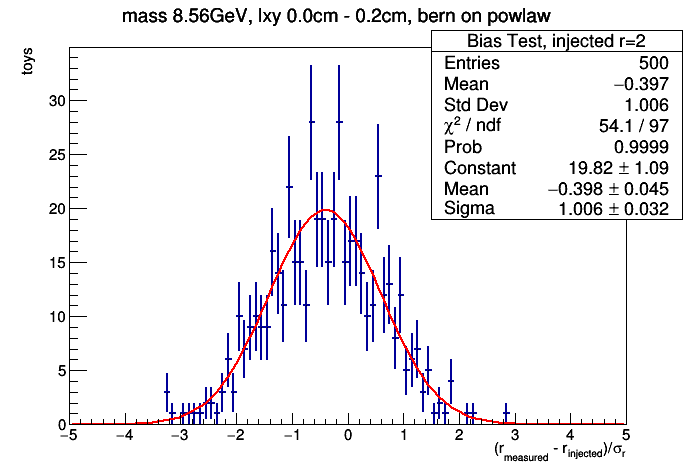 mass 8.56GeV, lxy 0.0cm - 0.2cm, bern on powlaw
Bias Test, injected r=2
Entries 500
Mean −0.397
Std Dev 1.006
χ² / ndf 54.1 / 97
Prob 0.9999
Constant 19.82 ± 1.09
Mean −0.398 ± 0.045
Sigma 1.006 ± 0.032
toys
30
25
20
15
10
5
0
−5 −4 −3 −2 −1 0 1 2 3 4 5
(r_measured - r_injected)/σ_r